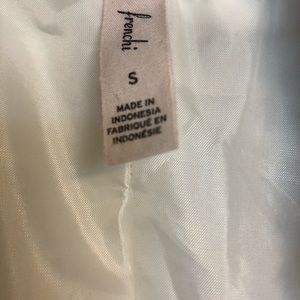 frenchi
S
MADE IN
INDONESIA
FABRIQUÉ EN
INDONÉSIE